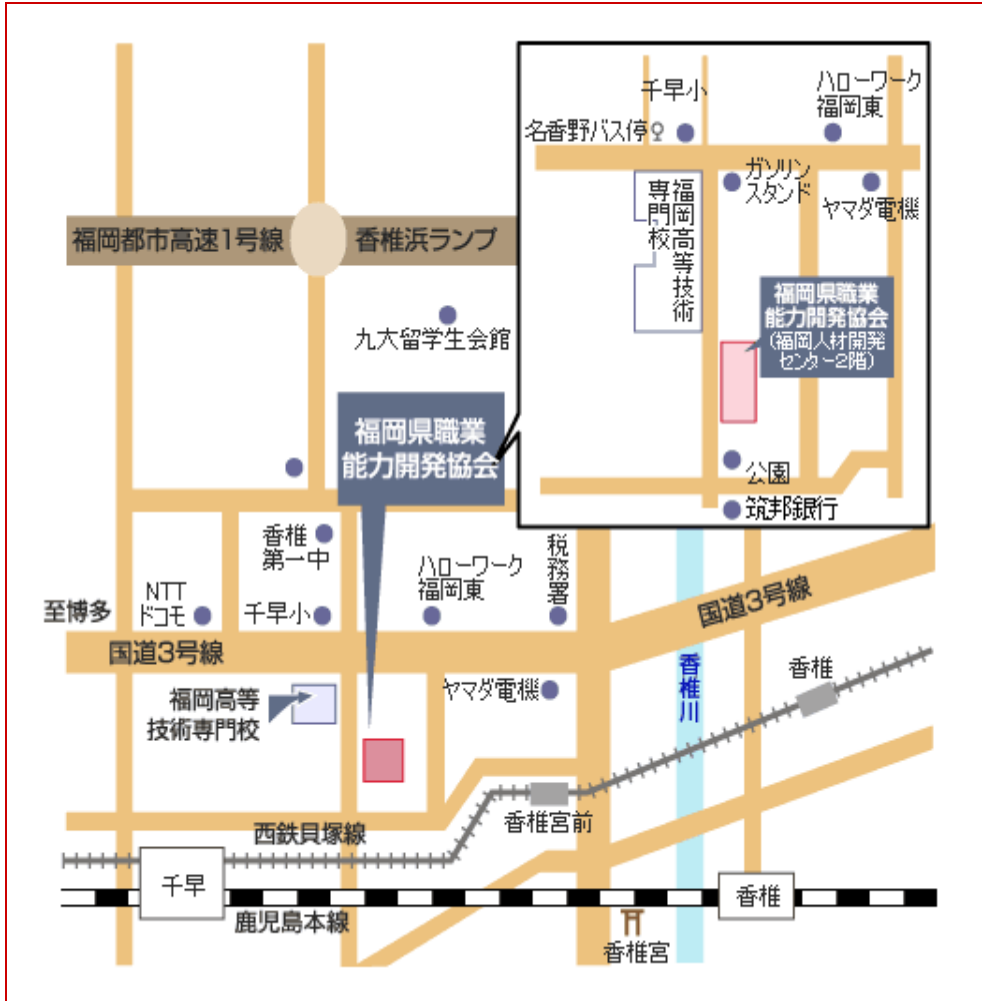 千早小
ハローワーク
福岡東
名香野バス停
ガソリン
スタンド
ヤマダ電機
福岡高等技術
専門校
福岡県職業
能力開発協会
(福岡人材開発
センター2階)
公園
筑邦銀行
福岡都市高速1号線
香椎浜ランプ
九大留学生会館
福岡県職業
能力開発協会
香椎
第一中
ハローワーク
福岡東
税務署
NTT
ドコモ
千早小
至博多
国道3号線
国道3号線
福岡高等
技術専門校
ヤマダ電機
香椎川
香椎
香椎宮前
西鉄貝塚線
千早
香椎
鹿児島本線
香椎宮